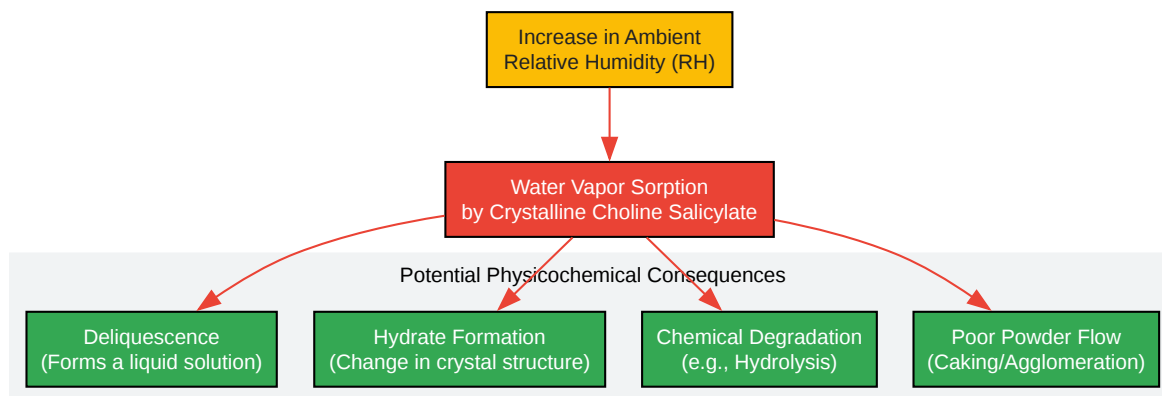 Increase in Ambient
Relative Humidity (RH)
Water Vapor Sorption
by Crystalline Choline Salicylate
Potential Physicochemical Consequences
Deliquescence
(Forms a liquid solution)
Hydrate Formation
(Change in crystal structure)
Chemical Degradation
(e.g., Hydrolysis)
Poor Powder Flow
(Caking/Agglomeration)